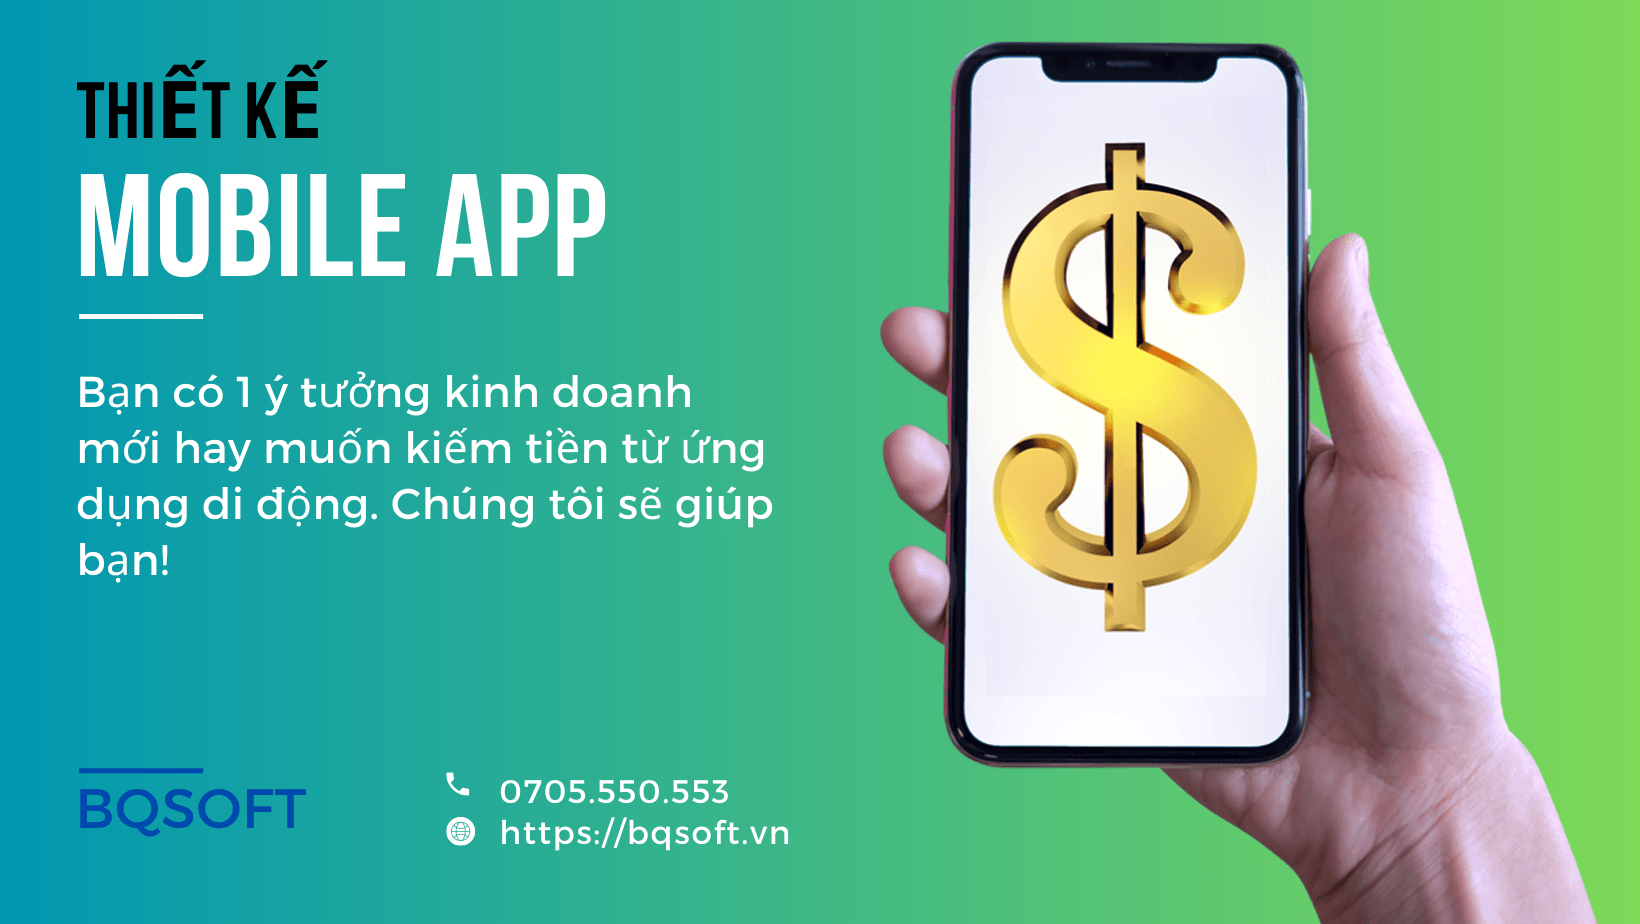 THIẾT KẾ
MOBILE APP
Bạn có 1 ý tưởng kinh doanh
mới hay muốn kiếm tiền từ ứng
dụng di động. Chúng tôi sẽ giúp
bạn!
BQSOFT
0705.550.553
https://bqsoft.vn